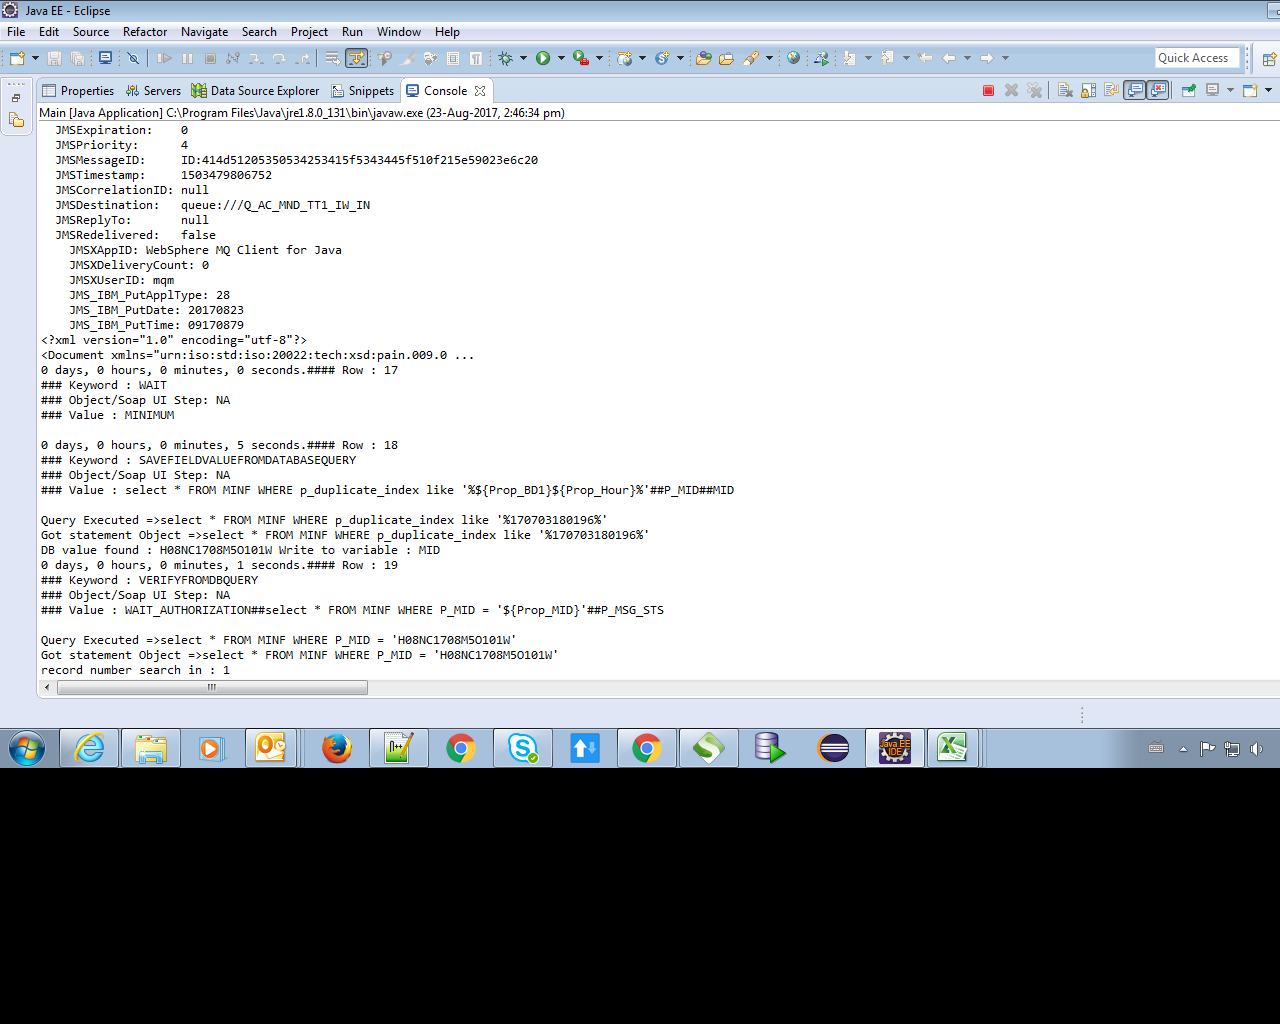 Java EE - Eclipse
File Edit Source Refactor Navigate Search Project Run Window Help
Quick Access
Properties Servers Data Source Explorer Snippets Console
Main [Java Application] C:\Program Files\Java\jre1.8.0_131\bin\javaw.exe (23-Aug-2017, 2:46:34 pm)
JMSExpiration: 0
JMSPriority: 4
JMSMessageID: ID:414d51205350534253415f5343445f510f215e59023e6c20
JMSTimestamp: 1503479806752
JMSCorrelationID: null
JMSDestination: queue:///Q_AC_MND_TT1_IW_IN
JMSReplyTo: null
JMSRedelivered: false
JMSXAppID: WebSphere MQ Client for Java
JMSXDeliveryCount: 0
JMSXUserID: mqm
JMS_IBM_PutApplType: 28
JMS_IBM_PutDate: 20170823
JMS_IBM_PutTime: 09170879
<?xml version="1.0" encoding="utf-8"?>
<Document xmlns="urn:iso:std:iso:20022:tech:xsd:pain.009.0 ...
0 days, 0 hours, 0 minutes, 0 seconds.#### Row : 17
### Keyword : WAIT
### Object/Soap UI Step: NA
### Value : MINIMUM
0 days, 0 hours, 0 minutes, 5 seconds.#### Row : 18
### Keyword : SAVEFIELDVALUEFROMDATABASEQUERY
### Object/Soap UI Step: NA
### Value : select * FROM MINF WHERE p_duplicate_index like '%${Prop_BD1}${Prop_Hour}%'##P_MID##MID
Query Executed =>select * FROM MINF WHERE p_duplicate_index like '%170703180196%'
Got statement Object =>select * FROM MINF WHERE p_duplicate_index like '%170703180196%'
DB value found : H08NC1708M5O101W Write to variable : MID
0 days, 0 hours, 0 minutes, 1 seconds.#### Row : 19
### Keyword : VERIFYFROMDBQUERY
### Object/Soap UI Step: NA
### Value : WAIT_AUTHORIZATION##select * FROM MINF WHERE P_MID = '${Prop_MID}'##P_MSG_STS
Query Executed =>select * FROM MINF WHERE P_MID = 'H08NC1708M5O101W'
Got statement Object =>select * FROM MINF WHERE P_MID = 'H08NC1708M5O101W'
record number search in : 1
Java EE
IDE